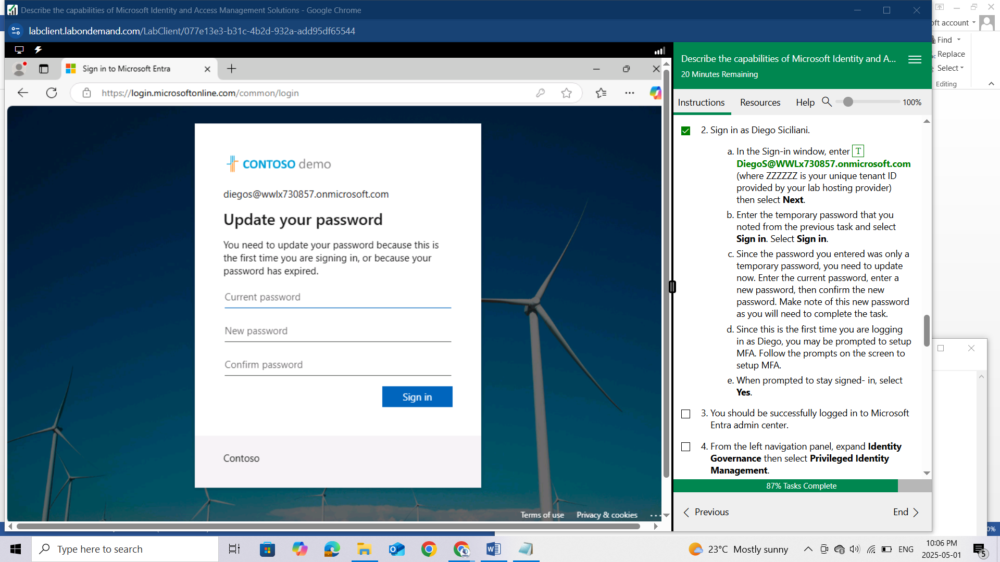 Describe the capabilities of Microsoft Identity and Access Management Solutions - Google Chrome
labclient.labondemand.com/LabClient/077e13e3-b31c-4b2d-932a-add95df65544
Sign in to Microsoft Entra
https://login.microsoftonline.com/common/login
CONTOSO demo
diegos@wwlx730857.onmicrosoft.com
Update your password
You need to update your password because this is
the first time you are signing in, or because your
password has expired.
Current password
New password
Confirm password
Sign in
Contoso
Terms of use
Privacy & cookies
Describe the capabilities of Microsoft Identity and A...
20 Minutes Remaining
Instructions
Resources
Help
100%
2. Sign in as Diego Siciliani.
a. In the Sign-in window, enter T
DiegoS@WWLx730857.onmicrosoft.com
(where ZZZZZZ is your unique tenant ID
provided by your lab hosting provider)
then select Next.
b. Enter the temporary password that you
noted from the previous task and select
Sign in. Select Sign in.
c. Since the password you entered was only a
temporary password, you need to update
now. Enter the current password, enter a
new password, then confirm the new
password. Make note of this new password
as you will need to complete the task.
d. Since this is the first time you are logging
in as Diego, you may be prompted to setup
MFA. Follow the prompts on the screen to
setup MFA.
e. When prompted to stay signed- in, select
Yes.
3. You should be successfully logged in to Microsoft
Entra admin center.
4. From the left navigation panel, expand Identity
Governance then select Privileged Identity
Management.
87% Tasks Complete
Previous
End
account
Find
Replace
Select
Editing
Type here to search
23°C Mostly sunny
ENG
10:06 PM
2025-05-01
5